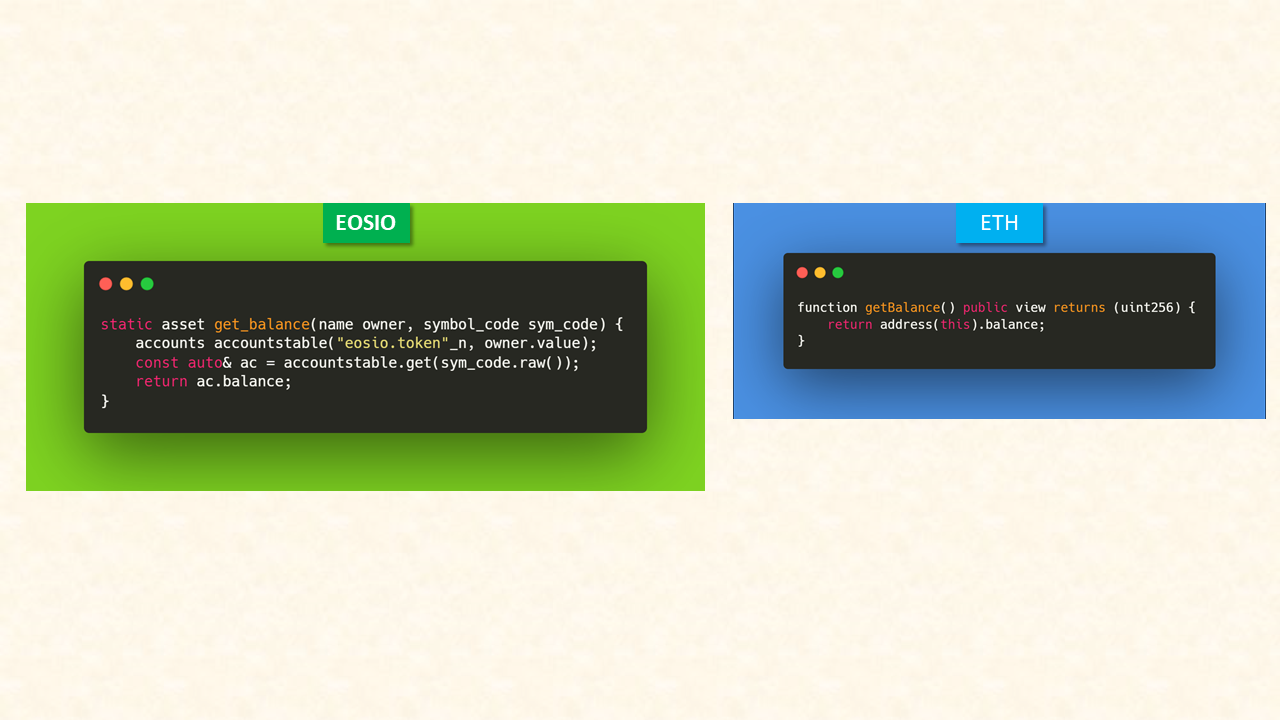 EOSIO
static asset get_balance(name owner, symbol_code sym_code) {
    accounts accountstable("eosio.token"_n, owner.value);
    const auto& ac = accountstable.get(sym_code.raw());
    return ac.balance;
}
ETH
function getBalance() public view returns (uint256) {
    return address(this).balance;
}